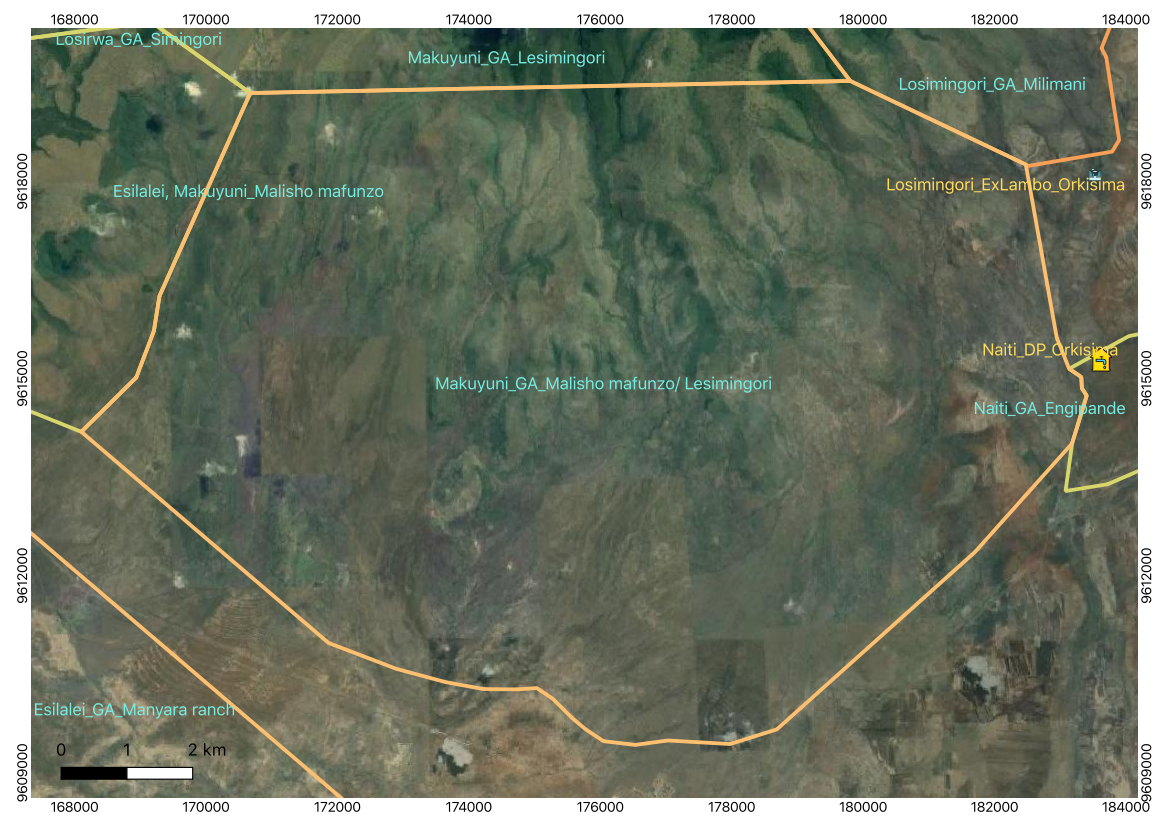 168000 170000 172000 174000 176000 178000 180000 182000 184000
Losirwa_GA_Simingori
Makuyuni_GA_Lesimingori
Losimingori_GA_Milimani
9618000
9618000
Losimingori_ExLambo_Orkisima
Esilalei, Makuyuni_Malisho mafunzo
Naiti_DP_Orkisima
9615000
9615000
Makuyuni_GA_Malisho mafunzo/ Lesimingori
Naiti_GA_Engipande
9612000
9612000
Esilalei_GA_Manyara ranch
0 1 2 km
9609000
9609000
168000 170000 172000 174000 176000 178000 180000 182000 184000